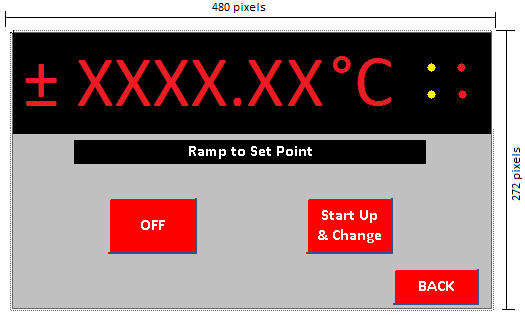 480 pixels
± XXXX.XX°C
Ramp to Set Point
272 pixels
OFF
Start Up
& Change
BACK